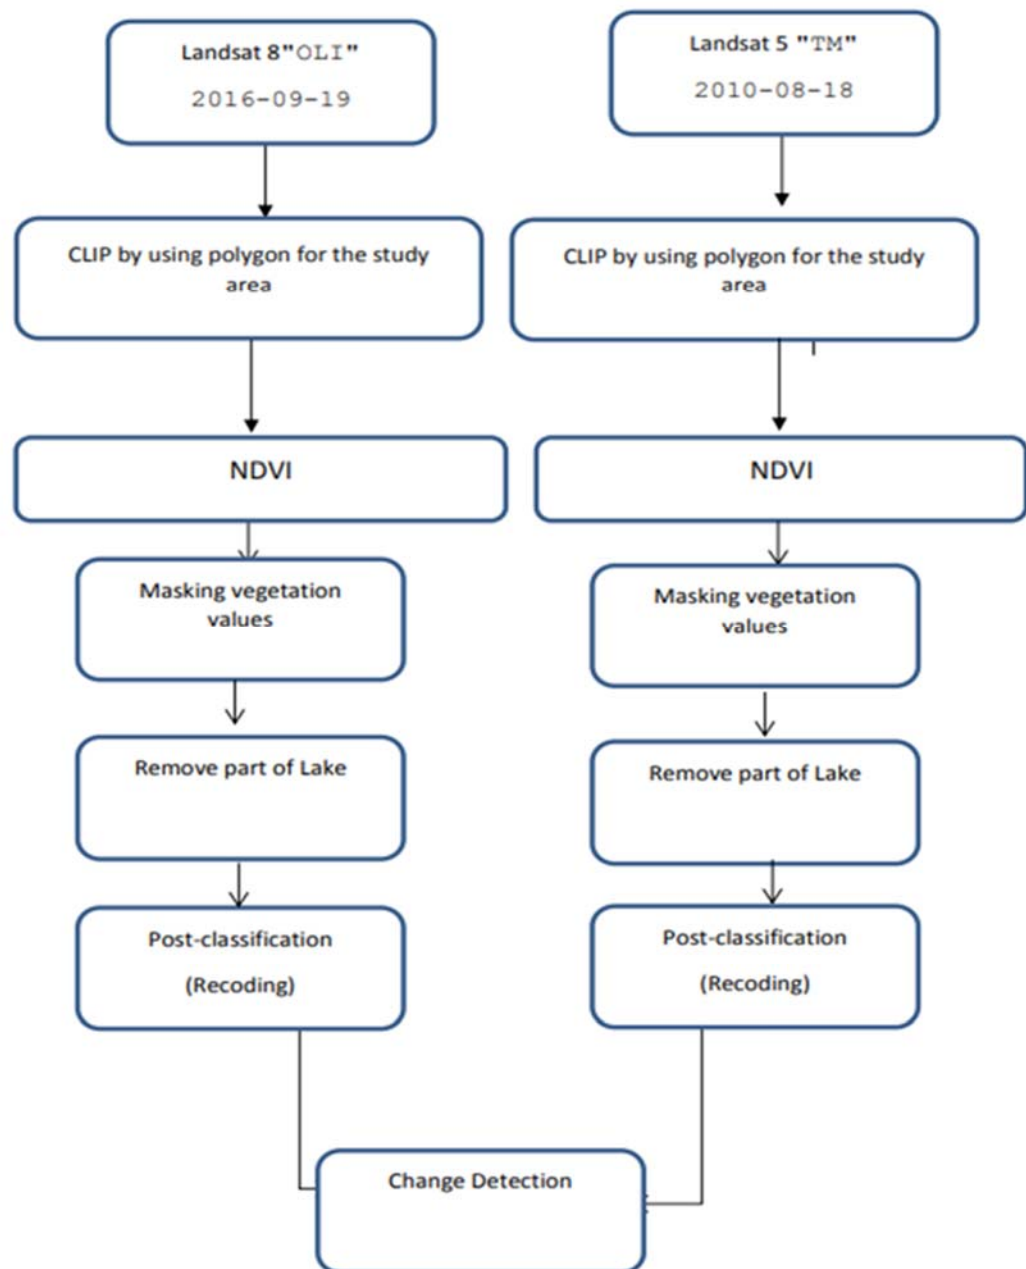 Landsat 8"OLI"
2016-09-19
Landsat 5 "TM"
2010-08-18
CLIP by using polygon for the study
area
CLIP by using polygon for the study
area
NDVI
NDVI
Masking vegetation
values
Masking vegetation
values
Remove part of Lake
Remove part of Lake
Post-classification
(Recoding)
Post-classification
(Recoding)
Change Detection